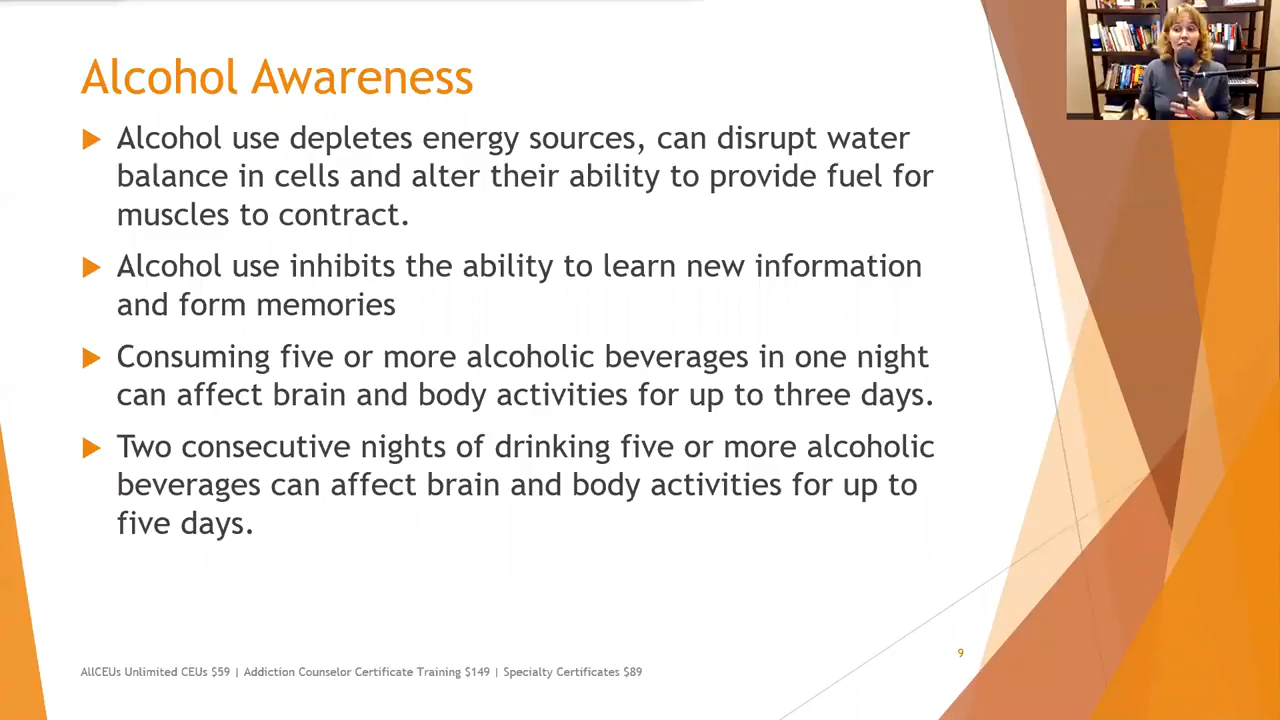 Alcohol Awareness
Alcohol use depletes energy sources, can disrupt water
balance in cells and alter their ability to provide fuel for
muscles to contract.
Alcohol use inhibits the ability to learn new information
and form memories
Consuming five or more alcoholic beverages in one night
can affect brain and body activities for up to three days.
Two consecutive nights of drinking five or more alcoholic
beverages can affect brain and body activities for up to
five days.
9
AllCEUs Unlimited CEUs $59 | Addiction Counselor Certificate Training $149 | Specialty Certificates $89